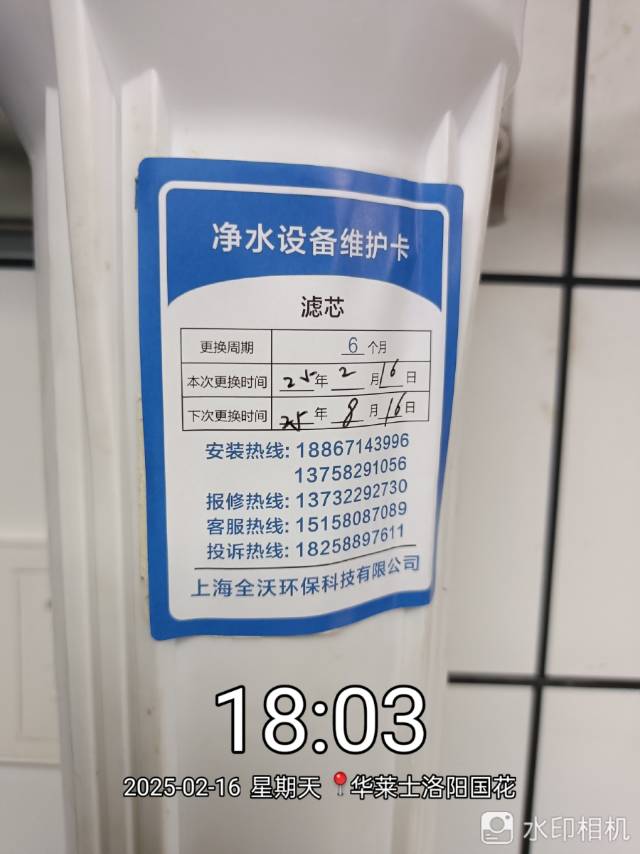 净水设备维护卡
滤芯
更换周期 6 个月
本次更换时间 25 年 2 月 16 日
下次更换时间 25 年 8 月 16 日
安装热线: 18867143996
13758291056
报修热线: 13732292730
客服热线: 15158087089
投诉热线: 18258897611
上海全沃环保科技有限公司
18:03
2025-02-16 星期天 📍华莱士洛阳国花
水印相机